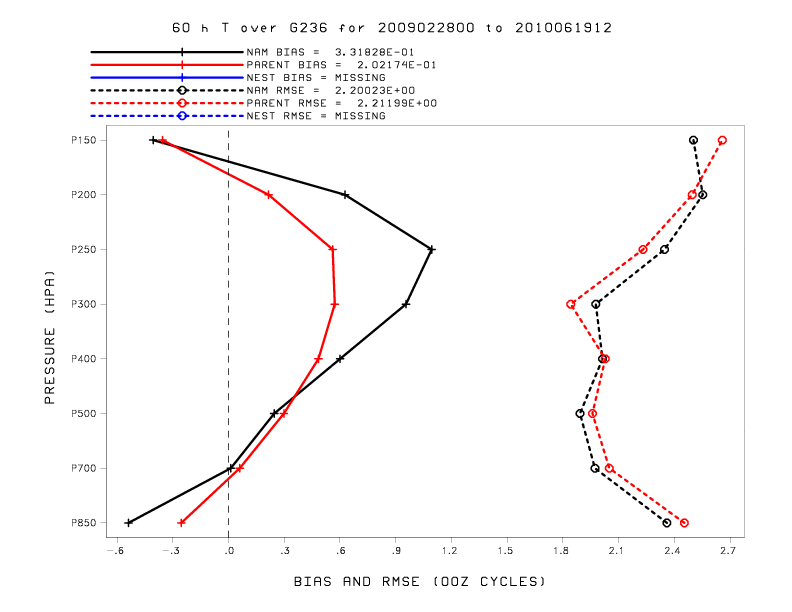 60 h T over G236 for 2009022800 to 2010061912
NAM BIAS = 3.31828E-01
PARENT BIAS = 2.02174E-01
NEST BIAS = MISSING
NAM RMSE = 2.20023E+00
PARENT RMSE = 2.21199E+00
NEST RMSE = MISSING
P150
P200
P250
P300
P400
P500
P700
P850
PRESSURE (HPA)
-.6 -.3 .0 .3 .6 .9 1.2 1.5 1.8 2.1 2.4 2.7
BIAS AND RMSE (00Z CYCLES)